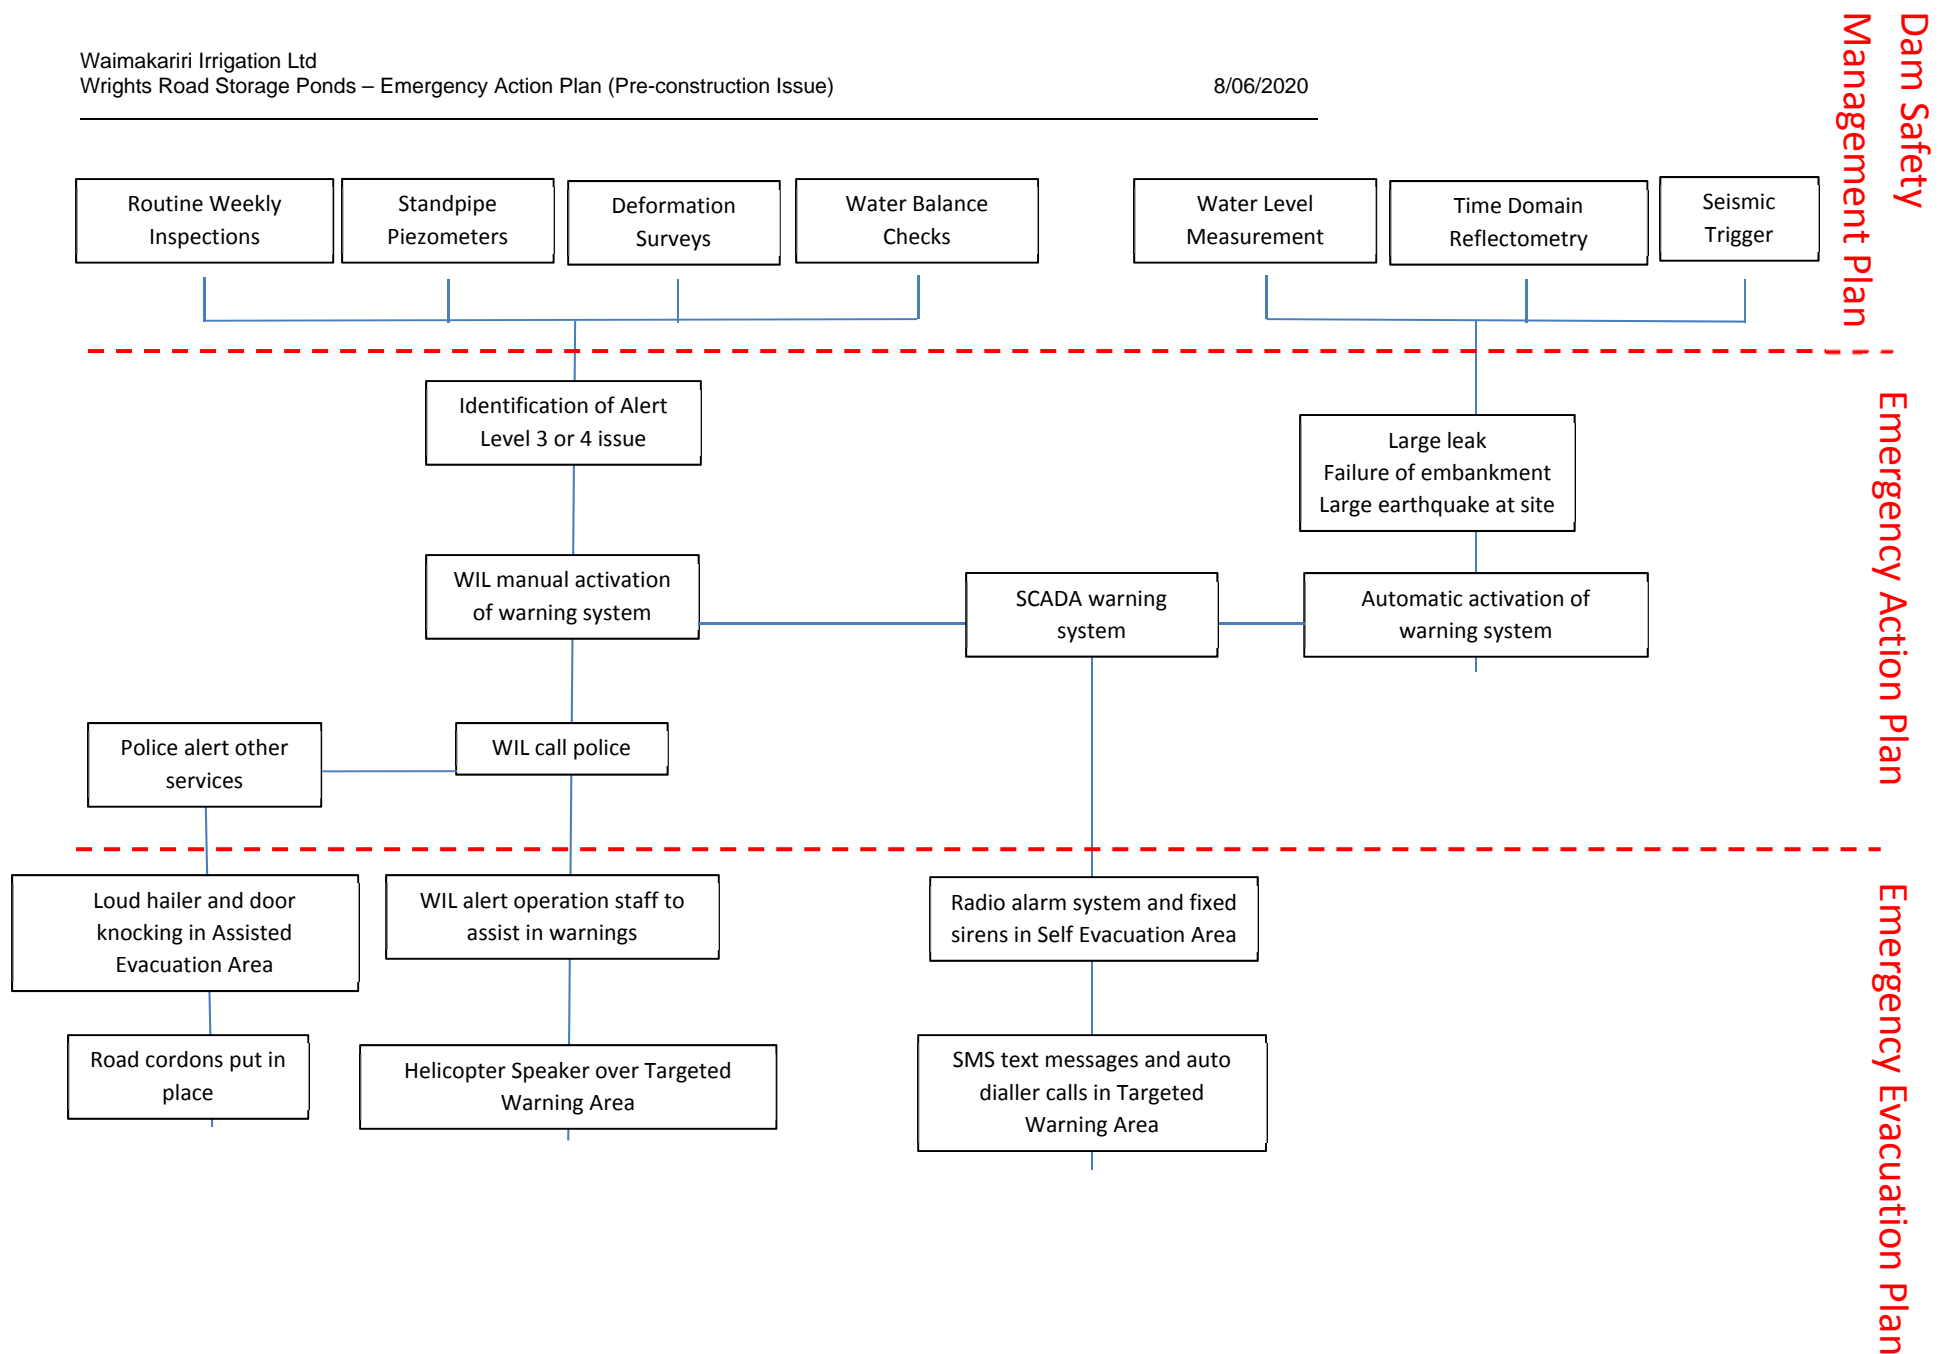 Waimakariri Irrigation Ltd
Wrights Road Storage Ponds – Emergency Action Plan (Pre-construction Issue) 8/06/2020
Dam Safety
Management Plan
Routine Weekly
Inspections
Standpipe
Piezometers
Deformation
Surveys
Water Balance
Checks
Water Level
Measurement
Time Domain
Reflectometry
Seismic
Trigger
Emergency Action Plan
Identification of Alert
Level 3 or 4 issue
Large leak
Failure of embankment
Large earthquake at site
WIL manual activation
of warning system
SCADA warning
system
Automatic activation of
warning system
Police alert other
services
WIL call police
Emergency Evacuation Plan
Loud hailer and door
knocking in Assisted
Evacuation Area
WIL alert operation staff to
assist in warnings
Radio alarm system and fixed
sirens in Self Evacuation Area
Road cordons put in
place
Helicopter Speaker over Targeted
Warning Area
SMS text messages and auto
dialler calls in Targeted
Warning Area